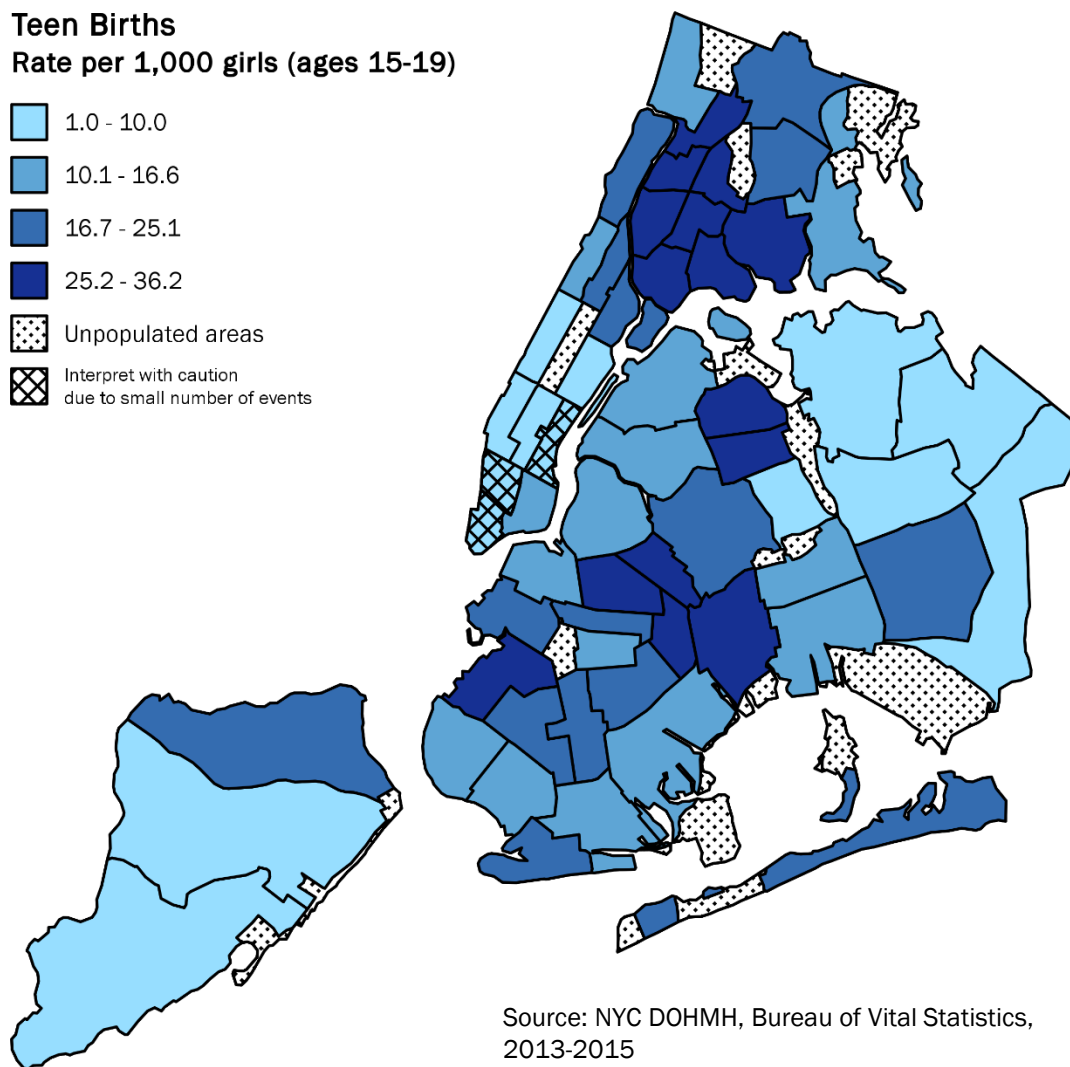 Teen Births
Rate per 1,000 girls (ages 15-19)
1.0 - 10.0
10.1 - 16.6
16.7 - 25.1
25.2 - 36.2
Unpopulated areas
Interpret with caution
due to small number of events
Source: NYC DOHMH, Bureau of Vital Statistics,
2013-2015